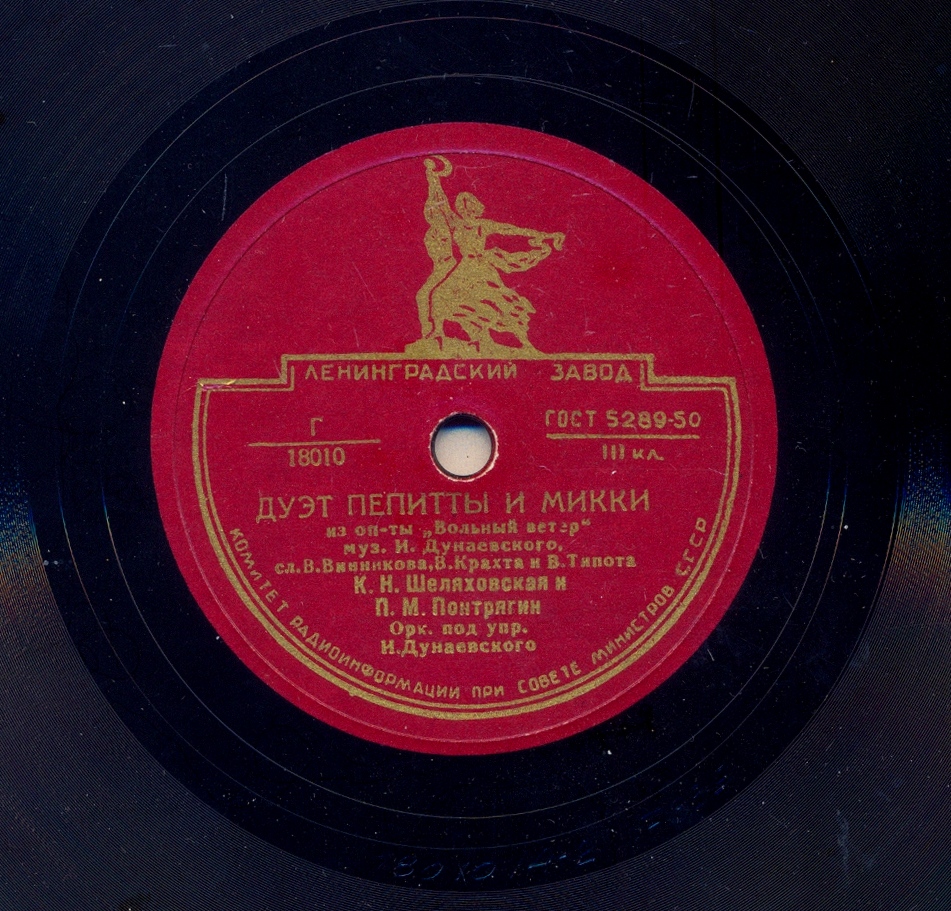 ЛЕНИНГРАДСКИЙ ЗАВОД
Г
18010
ГОСТ 5289-50
III кл.
ДУЭТ ПЕПИТТЫ И МИККИ
из оп-ты „Вольный ветер“
муз. И. Дунаевского,
сл.В.Винникова,В.Крахта и В.Типота
К. Н. Шеляховская и
П. М. Понтрягин
Орк. под упр.
И.Дунаевского
КОМИТЕТ РАДИОИНФОРМАЦИИ ПРИ СОВЕТЕ МИНИСТРОВ СССР